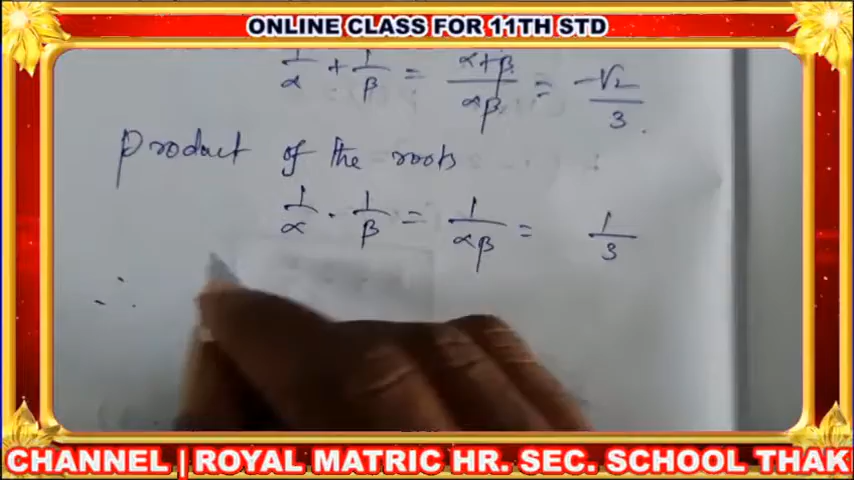 ONLINE CLASS FOR 11TH STD
1/α + 1/β = α+β/αβ = -√2/3.
Product of the roots
1/α · 1/β = 1/αβ = 1/3
∴
CHANNEL | ROYAL MATRIC HR. SEC. SCHOOL THAK